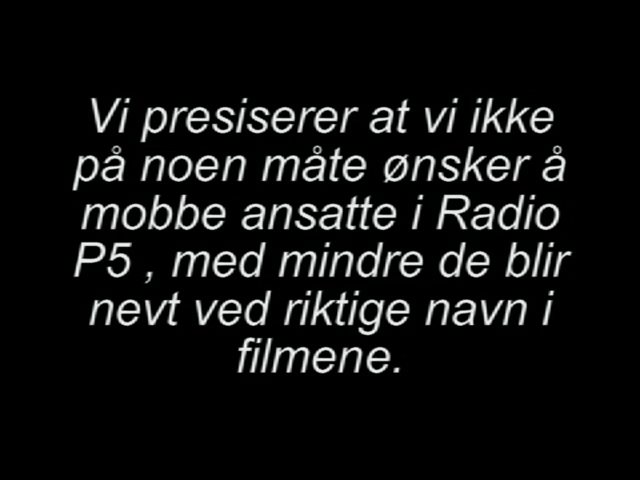 Vi presiserer at vi ikke
på noen måte ønsker å
mobbe ansatte i Radio
P5 , med mindre de blir
nevt ved riktige navn i
filmene.